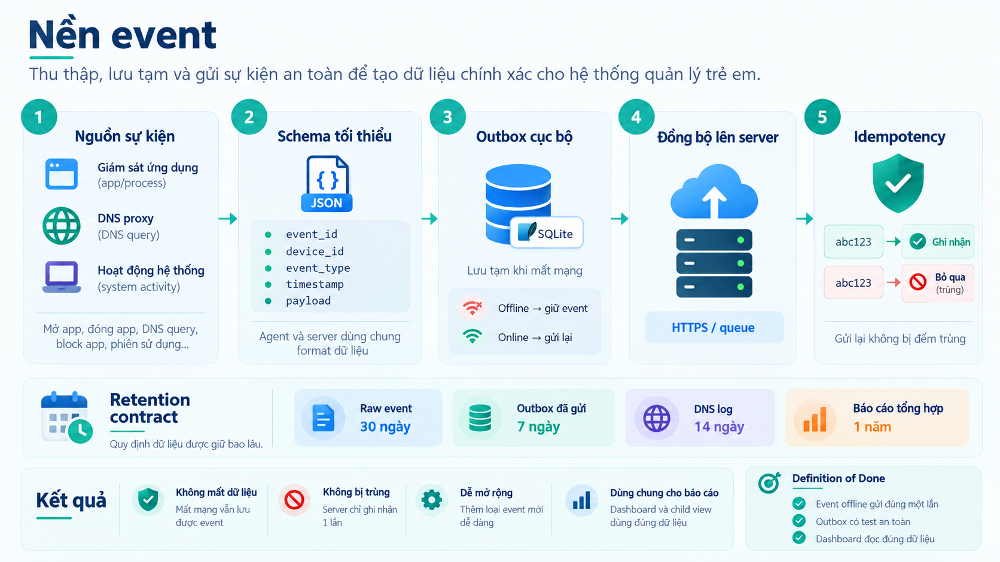 Nền event
Thu thập, lưu tạm và gửi sự kiện an toàn để tạo dữ liệu chính xác cho hệ thống quản lý trẻ em.
1
Nguồn sự kiện
Giám sát ứng dụng
(app/process)
DNS proxy
(DNS query)
Hoạt động hệ thống
(system activity)
Mở app, đóng app, DNS query,
block app, phiên sử dụng...
2
Schema tối thiểu
{ }
JSON
event_id
device_id
event_type
timestamp
payload
Agent và server dùng chung
format dữ liệu
3
Outbox cục bộ
SQLite
Lưu tạm khi mất mạng
Offline → giữ event
Online → gửi lại
4
Đồng bộ lên server
HTTPS / queue
5
Idempotency
abc123
Ghi nhận
abc123
Bỏ qua
(trùng)
Gửi lại không bị đếm trùng
Retention
contract
Quy định dữ liệu được giữ bao lâu.
Raw event
30 ngày
Outbox đã gửi
7 ngày
DNS log
14 ngày
Báo cáo tổng hợp
1 năm
Kết quả
Không mất dữ liệu
Mất mạng vẫn lưu
được event
Không bị trùng
Server chỉ ghi nhận
1 lần
Dễ mở rộng
Thêm loại event mới
dễ dàng
Dùng chung cho báo cáo
Dashboard và child view
dùng đúng dữ liệu
Definition of Done
Event offline gửi đúng một lần
Outbox có test an toàn
Dashboard đọc đúng dữ liệu